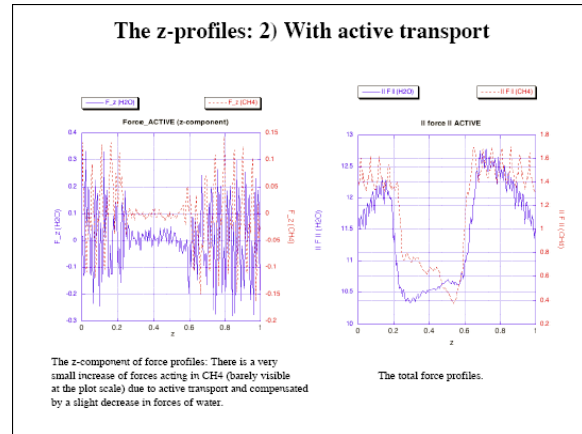 The z-profiles: 2) With active transport
F_z (H2O)
F_z (CH4)
Force_ACTIVE (z-component)
0.4
0.3
0.2
0.1
0
-0.1
-0.2
-0.3
F_z (H2O)
0.15
0.1
0.05
0
-0.05
-0.1
-0.15
-0.2
F_z (CH4)
0 0.2 0.4 0.6 0.8 1
z
II F II (H2O)
II F II (CH4)
II force II ACTIVE
13
12.5
12
11.5
11
10.5
10
II F II (H2O)
1.8
1.6
1.4
1.2
1
0.8
0.6
0.4
0.2
II F II (CH4)
0 0.2 0.4 0.6 0.8 1
z
The z-component of force profiles: There is a very
small increase of forces acting in CH4 (barely visible
at the plot scale) due to active transport and compensated
by a slight decrease in forces of water.
The total force profiles.